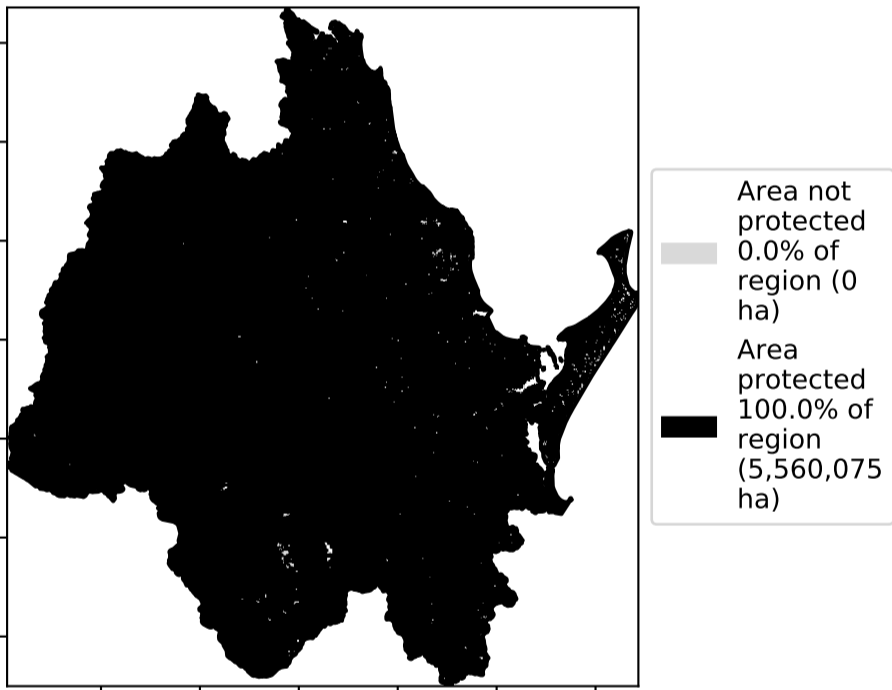 Area not
protected
0.0% of
region (0
ha)
Area
protected
100.0% of
region
(5,560,075
ha)